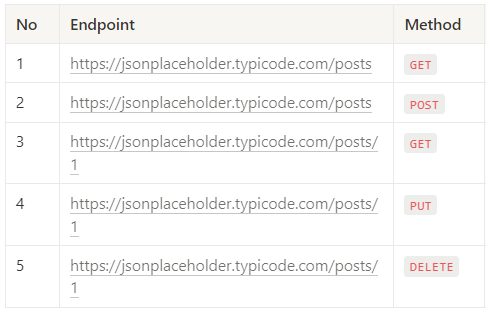 No Endpoint Method
1 https://jsonplaceholder.typicode.com/posts GET
2 https://jsonplaceholder.typicode.com/posts POST
3 https://jsonplaceholder.typicode.com/posts/ GET
1
4 https://jsonplaceholder.typicode.com/posts/ PUT
1
5 https://jsonplaceholder.typicode.com/posts/ DELETE
1